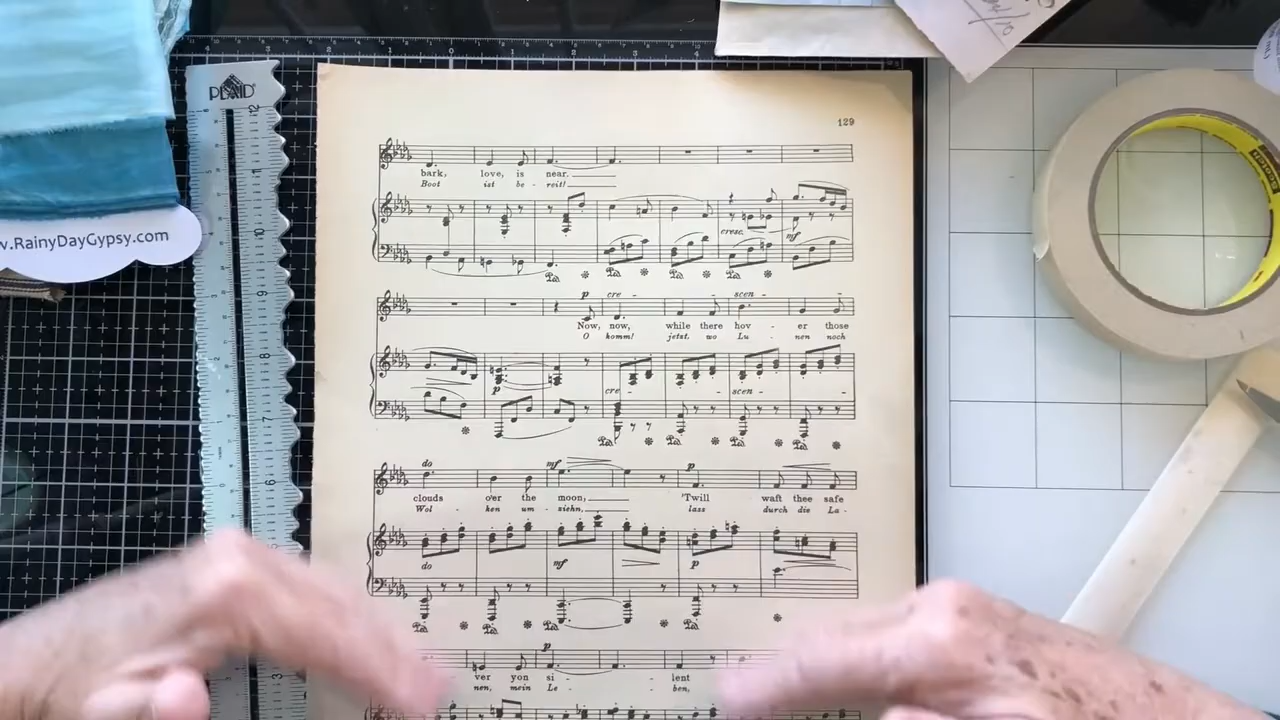 PLAID
w.RainyDayGypsy.com
129
bark, love, is near.
Boot ist be - reit!
cresc. mf
p cre - scen -
Now, now, while there hov - er those
O komm! jetzt, wo Lu - nen noch
p cre - scen -
do mf p
clouds o'er the moon, 'Twill waft thee safe
Wol - ken um - ziehn, lass durch die La -
do mf p
p
ver yon si - lent
nen, mein Le - ben,